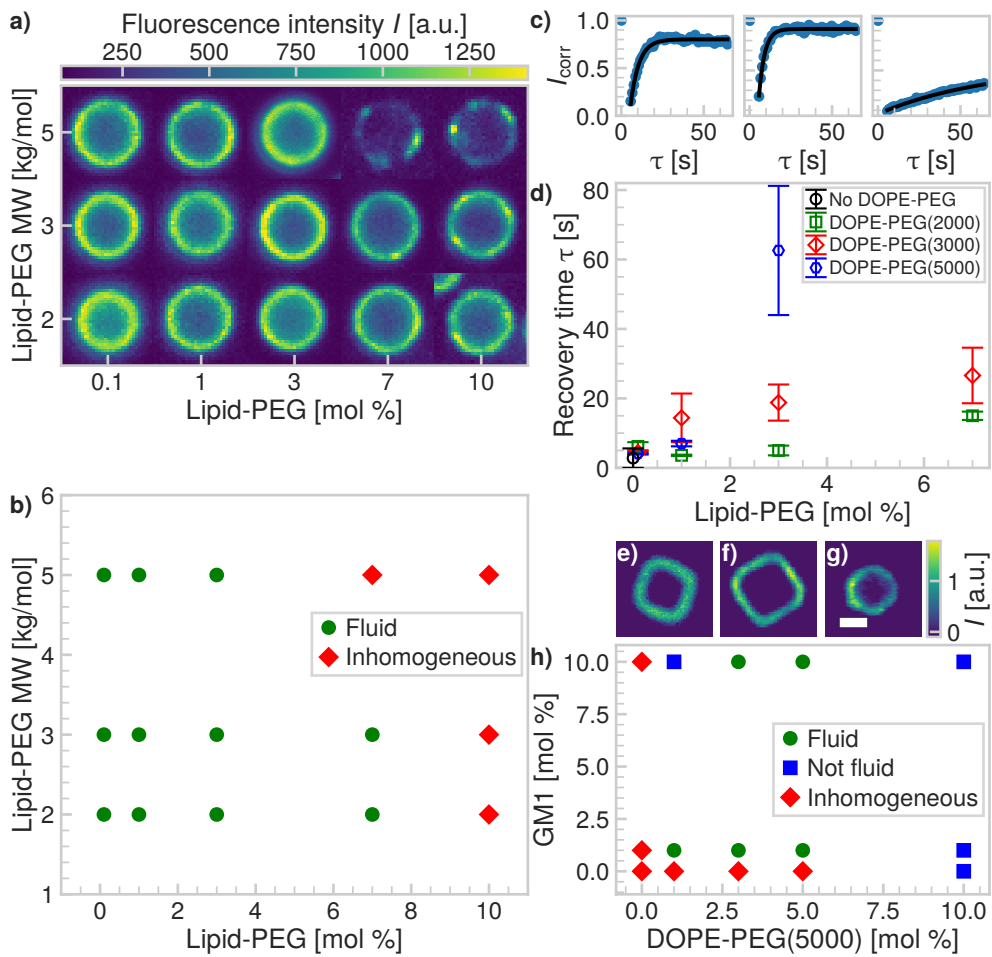 a)
Fluorescence intensity I [a.u.]
250 500 750 1000 1250
Lipid-PEG MW [kg/mol]
5
3
2
0.1 1 3 7 10
Lipid-PEG [mol %]
c)
I_corr
1.0
0.5
0.0
0 50 0 50 0 50
τ [s] τ [s] τ [s]
d)
Recovery time τ [s]
80
60
40
20
0
No DOPE-PEG
DOPE-PEG(2000)
DOPE-PEG(3000)
DOPE-PEG(5000)
0 2 4 6
Lipid-PEG [mol %]
b)
Lipid-PEG MW [kg/mol]
6
5
4
3
2
1
Fluid
Inhomogeneous
0 2 4 6 8 10
Lipid-PEG [mol %]
e) f) g)
1
0
I [a.u.]
h)
GM1 [mol %]
10.0
7.5
5.0
2.5
0.0
Fluid
Not fluid
Inhomogeneous
0.0 2.5 5.0 7.5 10.0
DOPE-PEG(5000) [mol %]